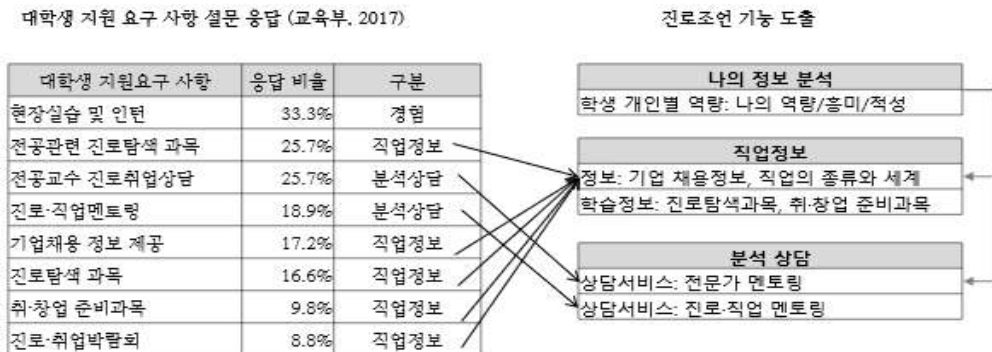 대학생 지원 요구 사항 설문 응답 (교육부, 2017)
진로조언 기능 도출
대학생 지원요구 사항 응답 비율 구분
현장실습 및 인턴 33.3% 경험
전공관련 진로탐색 과목 25.7% 직업정보
전공교수 진로취업상담 25.7% 분석상담
진로·직업멘토링 18.9% 분석상담
기업채용 정보 제공 17.2% 직업정보
진로탐색 과목 16.6% 직업정보
취·창업 준비과목 9.8% 직업정보
진로·취업박람회 8.8% 직업정보
나의 정보 분석
학생 개인별 역량: 나의 역량/흥미/적성
직업정보
정보: 기업 채용정보, 직업의 종류와 세계
학습정보: 진로탐색과목, 취·창업 준비과목
분석 상담
상담서비스: 전문가 멘토링
상담서비스: 진로·직업 멘토링